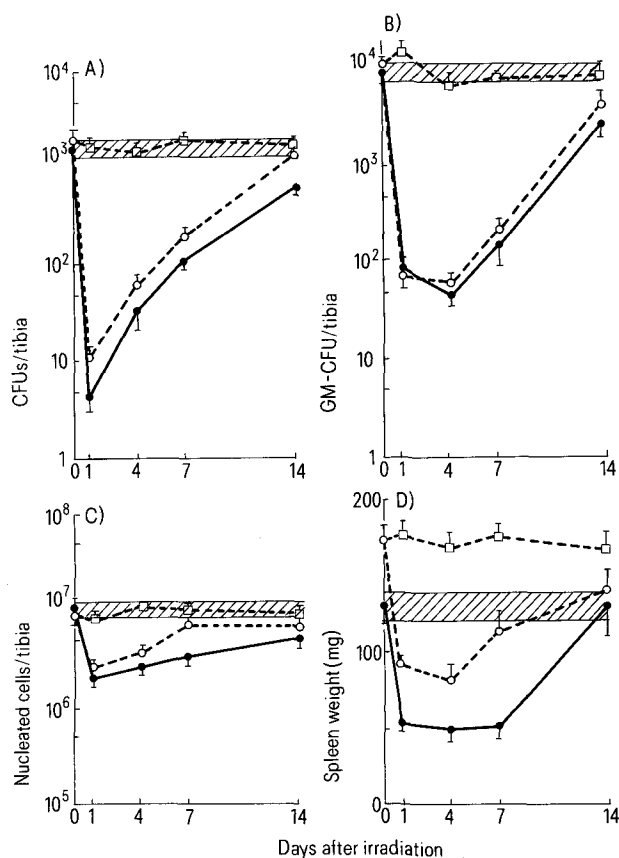 A)
10⁴
10³
10²
10
1
CFUs/tibia
0 1 4 7 14
B)
10⁴
10³
10²
10
1
GM-CFU/tibia
0 1 4 7 14
C)
10⁸
10⁷
10⁶
10⁵
Nucleated cells/tibia
0 1 4 7 14
D)
200
100
0
Spleen weight (mg)
0 1 4 7 14
Days after irradiation